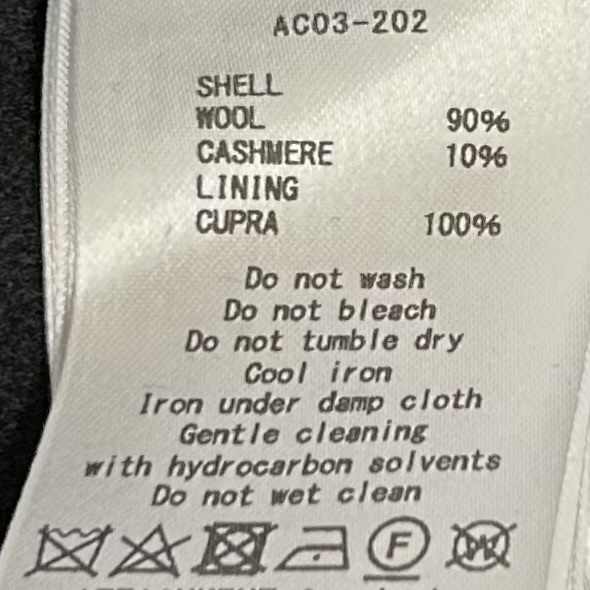 AC03-202
SHELL
WOOL 90%
CASHMERE 10%
LINING
CUPRA 100%
Do not wash
Do not bleach
Do not tumble dry
Cool iron
Iron under damp cloth
Gentle cleaning
with hydrocarbon solvents
Do not wet clean
F W